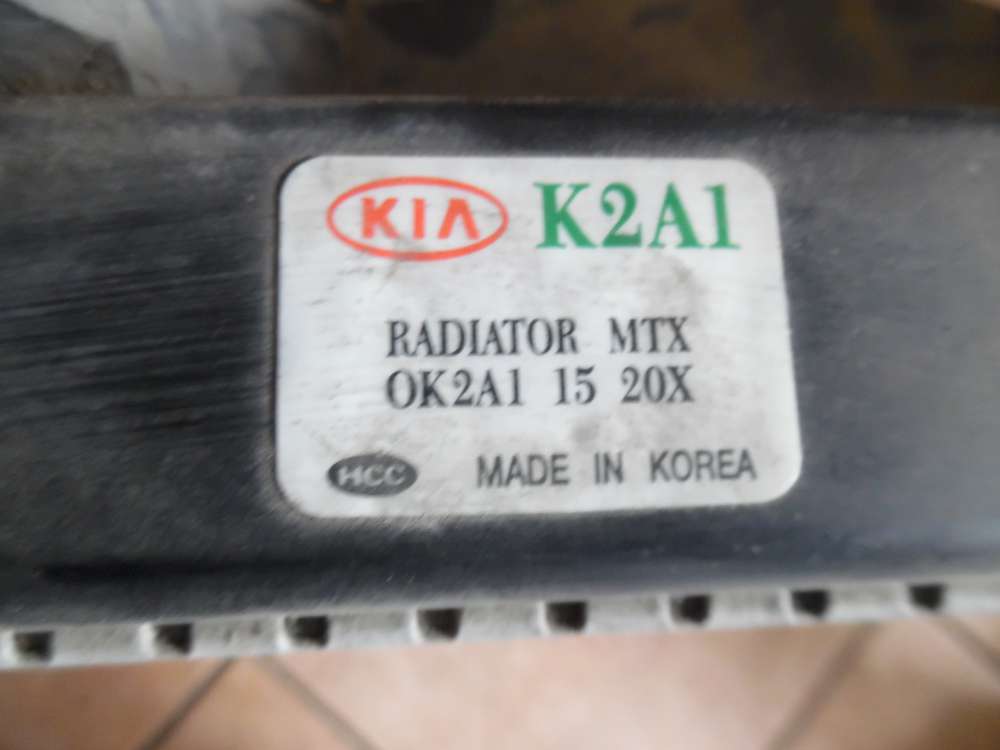 KIA K2A1
RADIATOR MTX
OK2A1 15 20X
HCC MADE IN KOREA